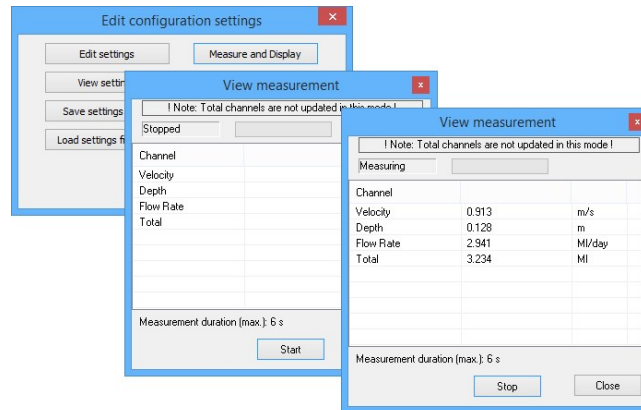 Edit configuration settings
x
Edit settings
Measure and Display
View
Save settings
Load settings
View measurement
x
! Note: Total channels are not updated in this mode !
Stopped
Channel
Velocity
Depth
Flow Rate
Total
Measurement duration (max.): 6 s
Start
View measurement
x
! Note: Total channels are not updated in this mode !
Measuring
Channel
Velocity 0.913 m/s
Depth 0.128 m
Flow Rate 2.941 Ml/day
Total 3.234 Ml
Measurement duration (max.): 6 s
Stop
Close